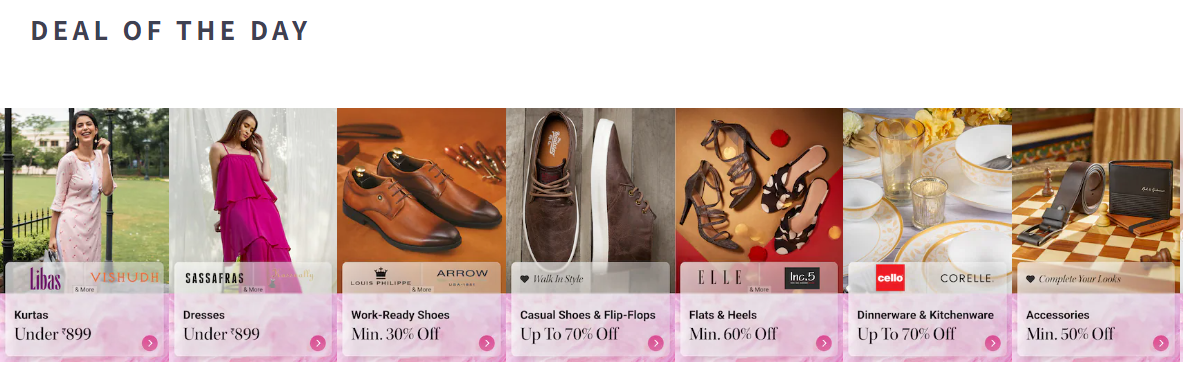 DEAL OF THE DAY
Libas VISHUDH
& More
Kurtas
Under ₹899
SASSAFRAS
& More
Dresses
Under ₹899
LOUIS PHILIPPE ARROW
USA • 1851
& More
Work-Ready Shoes
Min. 30% Off
Walk In Style
Casual Shoes & Flip-Flops
Up To 70% Off
ELLE Inc.5
& More
Flats & Heels
Min. 60% Off
cello CORELLE
Dinnerware & Kitchenware
Up To 70% Off
Complete Your Looks
Accessories
Min. 50% Off